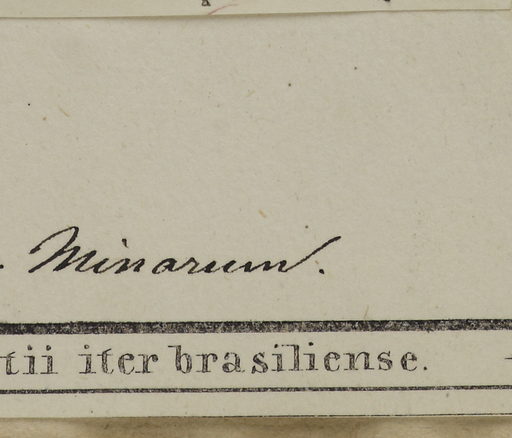 Minarum.
tii iter brasiliense.